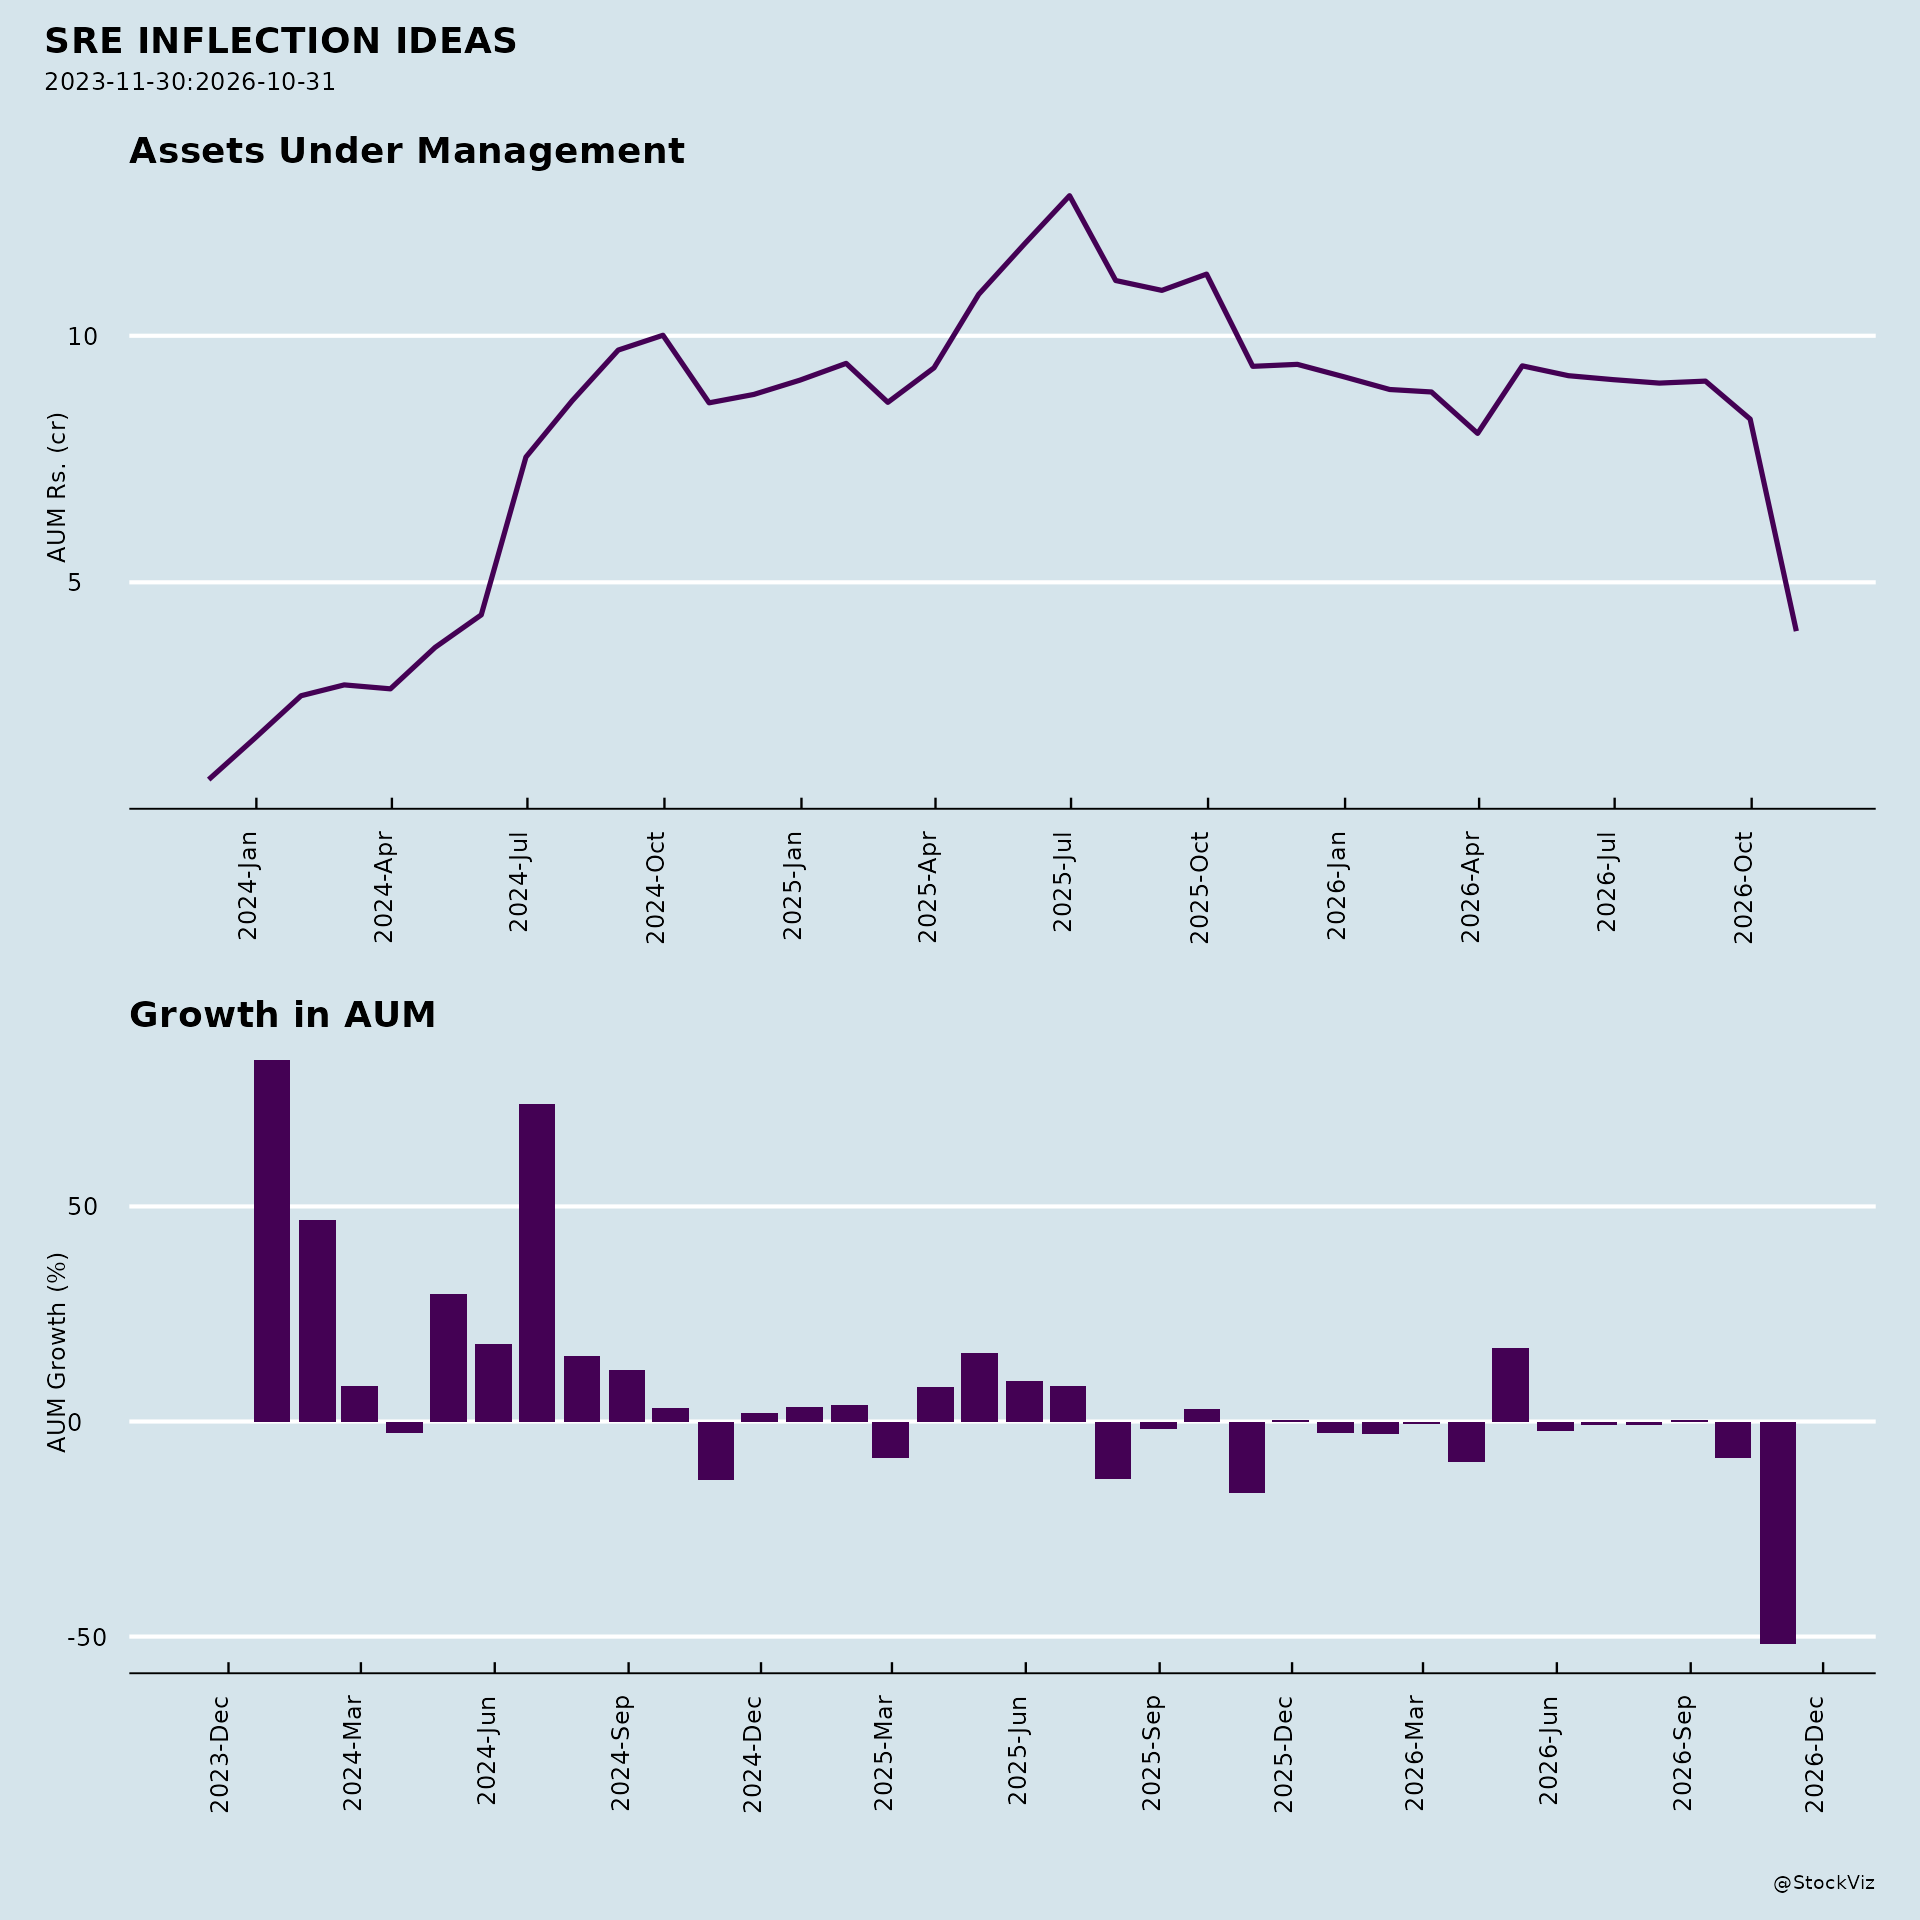 SRE INFLECTION IDEAS
2023-11-30:2026-10-31
Assets Under Management
AUM Rs. (cr)
10
5
2024-Jan
2024-Apr
2024-Jul
2024-Oct
2025-Jan
2025-Apr
2025-Jul
2025-Oct
2026-Jan
2026-Apr
2026-Jul
2026-Oct
Growth in AUM
AUM Growth (%)
50
0
-50
2023-Dec
2024-Mar
2024-Jun
2024-Sep
2024-Dec
2025-Mar
2025-Jun
2025-Sep
2025-Dec
2026-Mar
2026-Jun
2026-Sep
2026-Dec
@StockViz